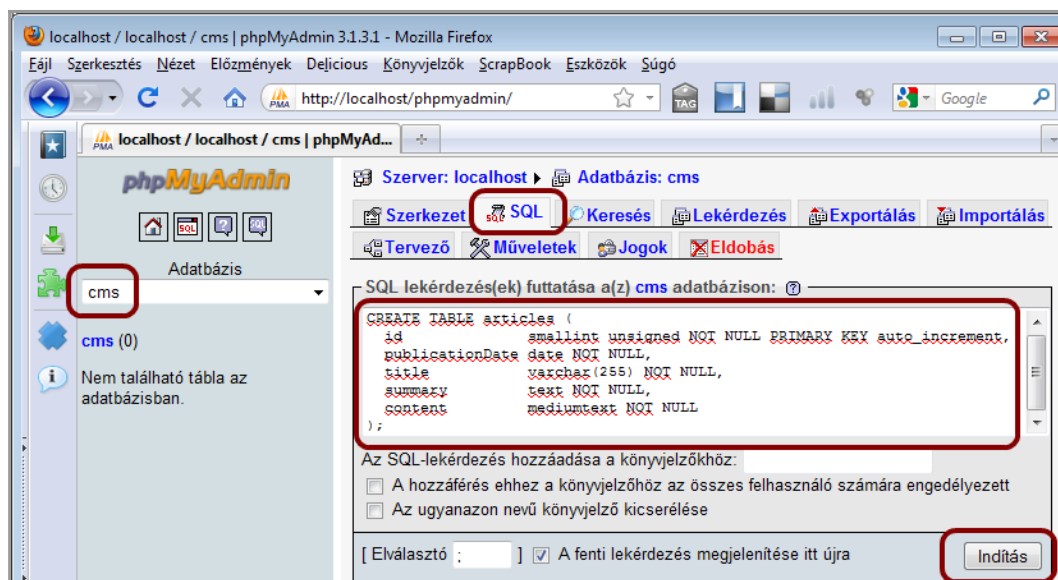 localhost / localhost / cms | phpMyAdmin 3.1.3.1 - Mozilla Firefox
Fájl Szerkesztés Nézet Előzmények Delicious Könyvjelzők ScrapBook Eszközök Súgó
PMA http://localhost/phpmyadmin/ TAG Google
PMA localhost / localhost / cms | phpMyAd...
phpMyAdmin
SQL SQL
Adatbázis
cms
cms (0)
Nem található tábla az
adatbázisban.
Szerver: localhost Adatbázis: cms
Szerkezet SQL Keresés Lekérdezés Exportálás Importálás
Tervező Műveletek Jogok Eldobás
SQL lekérdezés(ek) futtatása a(z) cms adatbázison:
CREATE TABLE articles (
id smallint unsigned NOT NULL PRIMARY KEY auto_increment,
publicationDate date NOT NULL,
title varchar(255) NOT NULL,
summary text NOT NULL,
content mediumtext NOT NULL
);
Az SQL-lekérdezés hozzáadása a könyvjelzőkhöz:
A hozzáférés ehhez a könyvjelzőhöz az összes felhasználó számára engedélyezett
Az ugyanazon nevű könyvjelző kicserélése
[ Elválasztó ; ] A fenti lekérdezés megjelenítése itt újra Indítás